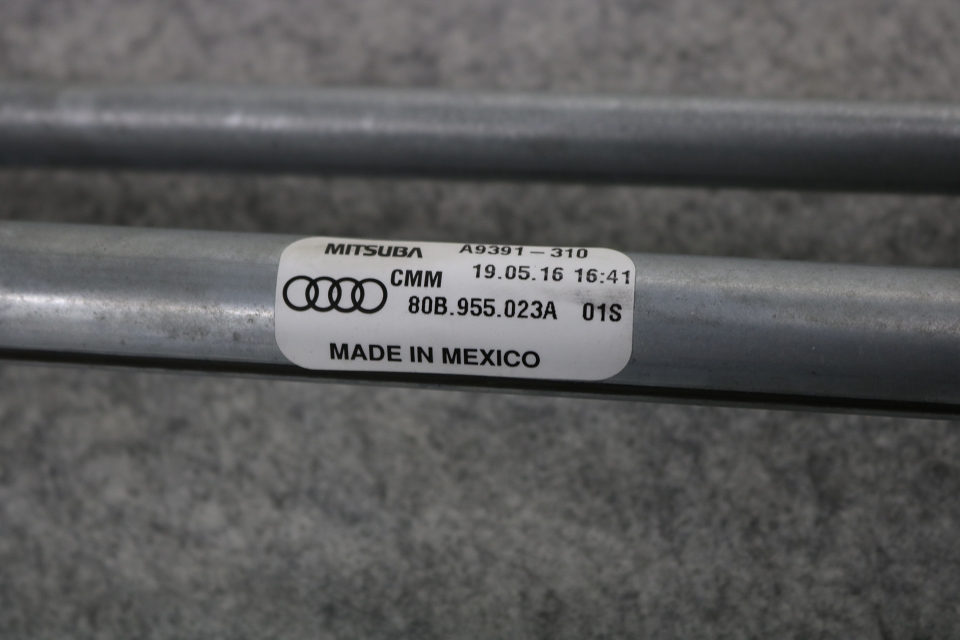 MITSUBA A9391-310
CMM 19.05.16 16:41
80B.955.023A 01S
MADE IN MEXICO